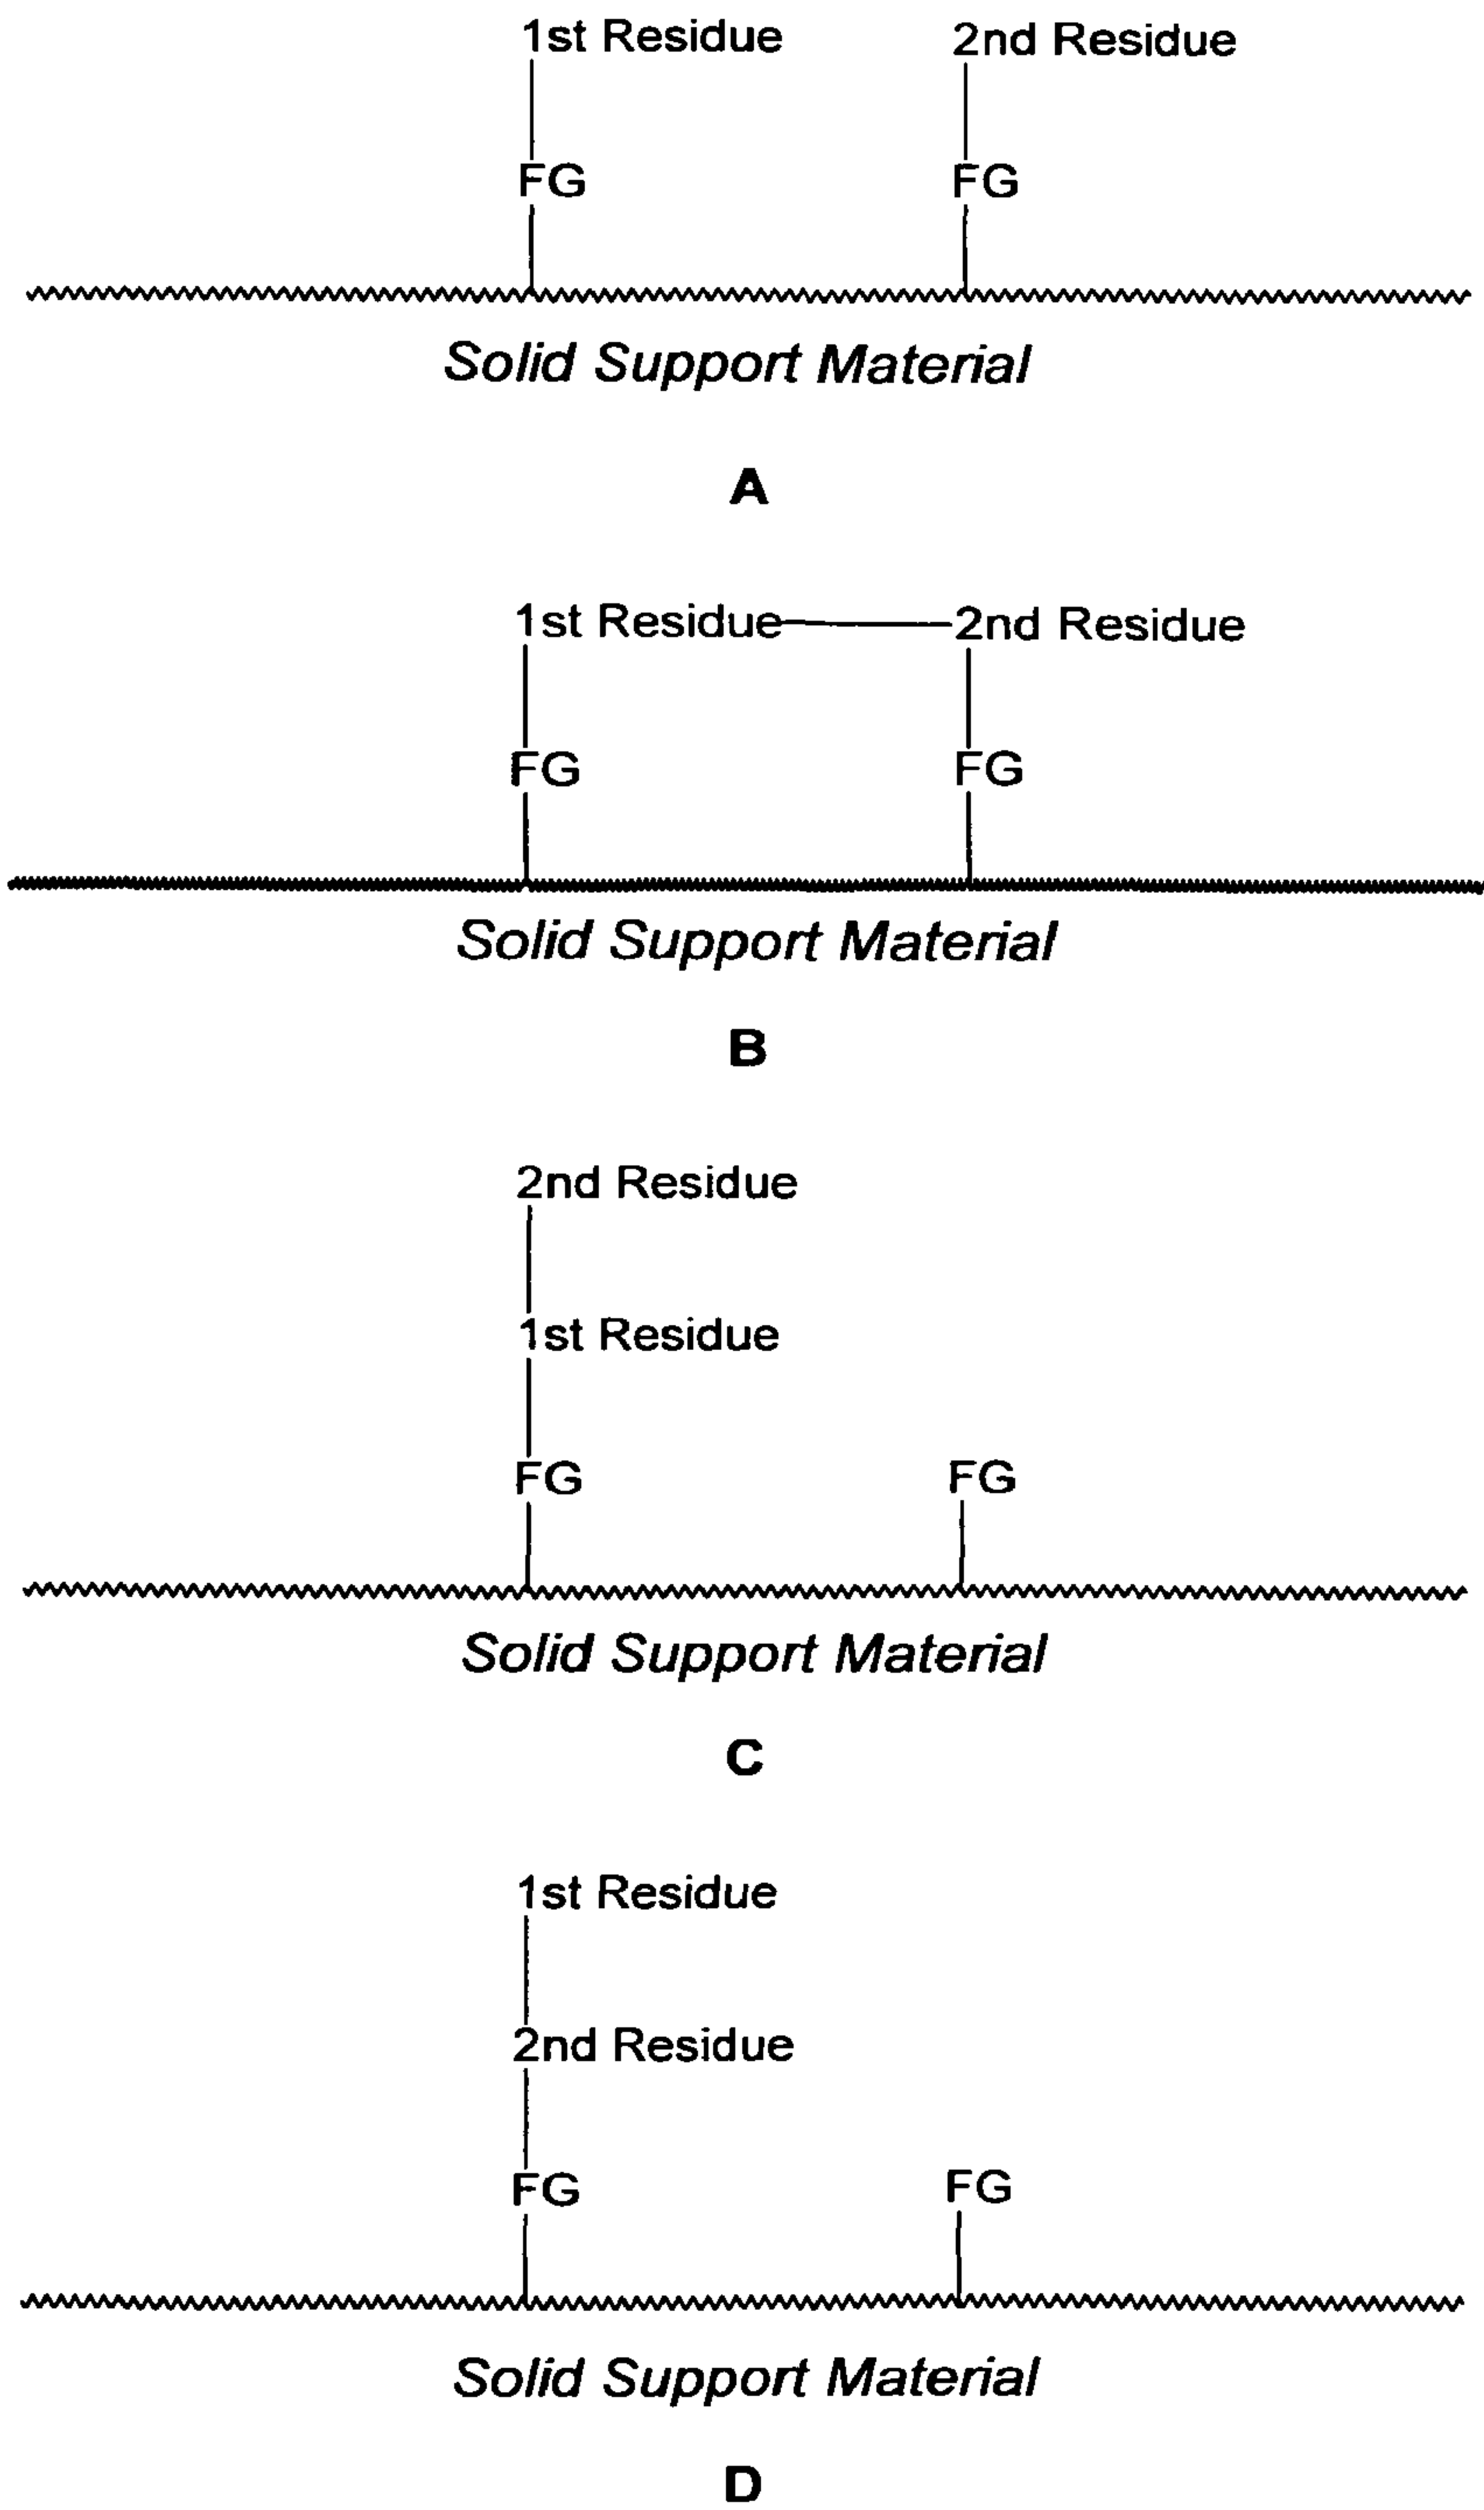 1st Residue 2nd Residue
FG FG
Solid Support Material
A
1st Residue 2nd Residue
FG FG
Solid Support Material
B
2nd Residue
1st Residue
FG FG
Solid Support Material
C
1st Residue
2nd Residue
FG FG
Solid Support Material
D